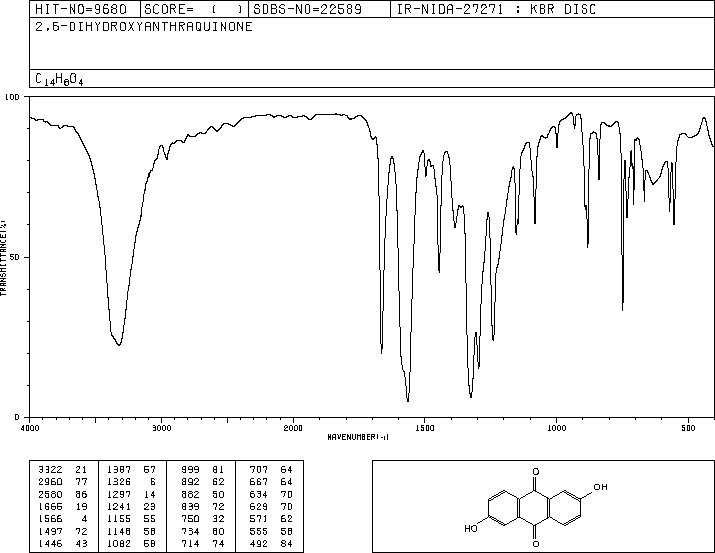 HIT-NO=9680 SCORE= ( ) SDBS-NO=22589 IR-NIDA-27271 : KBR DISC
2,6-DIHYDROXYANTHRAQUINONE
C14H8O4
100
TRANSMITTANCE(%)
50
0
4000 3000 2000 1500 1000 500
WAVENUMBER(-1)
3322 21 1387 57 999 81 707 64
2960 77 1326 6 892 62 667 64
2580 86 1297 14 882 50 634 70
1665 19 1241 23 839 72 629 70
1566 4 1155 55 750 32 571 62
1497 72 1148 58 734 80 555 58
1446 43 1082 58 714 74 492 84
O
OH
HO
O